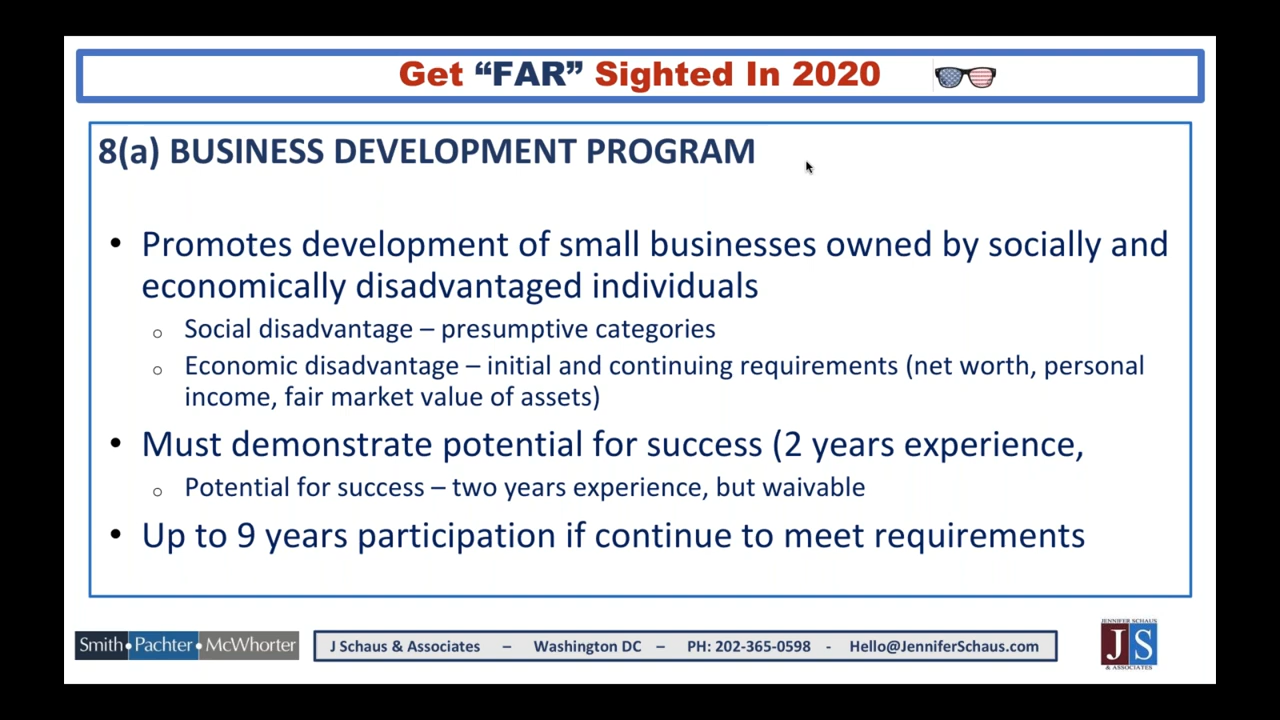 Get “FAR” Sighted In 2020
8(a) BUSINESS DEVELOPMENT PROGRAM
• Promotes development of small businesses owned by socially and
economically disadvantaged individuals
o Social disadvantage – presumptive categories
o Economic disadvantage – initial and continuing requirements (net worth, personal
income, fair market value of assets)
• Must demonstrate potential for success (2 years experience,
o Potential for success – two years experience, but waivable
• Up to 9 years participation if continue to meet requirements
Smith • Pachter • McWhorter
J Schaus & Associates – Washington DC – PH: 202-365-0598 - Hello@JenniferSchaus.com
JENNIFER SCHAUS
JS
& ASSOCIATES